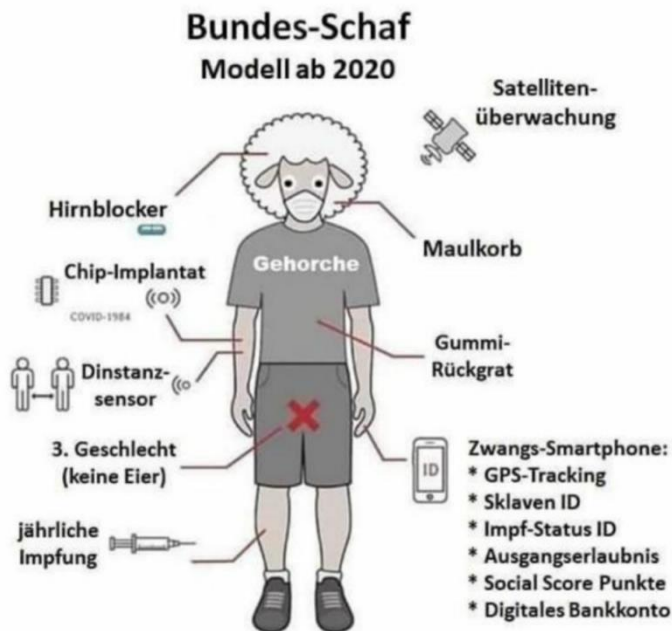 Bundes-Schaf
Modell ab 2020
Satelliten-
überwachung
Hirnblocker
Maulkorb
Gehorche
Chip-Implantat
COVID-1984
Gummi-
Rückgrat
Dinstanz-
sensor
3. Geschlecht
(keine Eier)
ID
Zwangs-Smartphone:
* GPS-Tracking
* Sklaven ID
* Impf-Status ID
* Ausgangserlaubnis
* Social Score Punkte
* Digitales Bankkonto
jährliche
Impfung